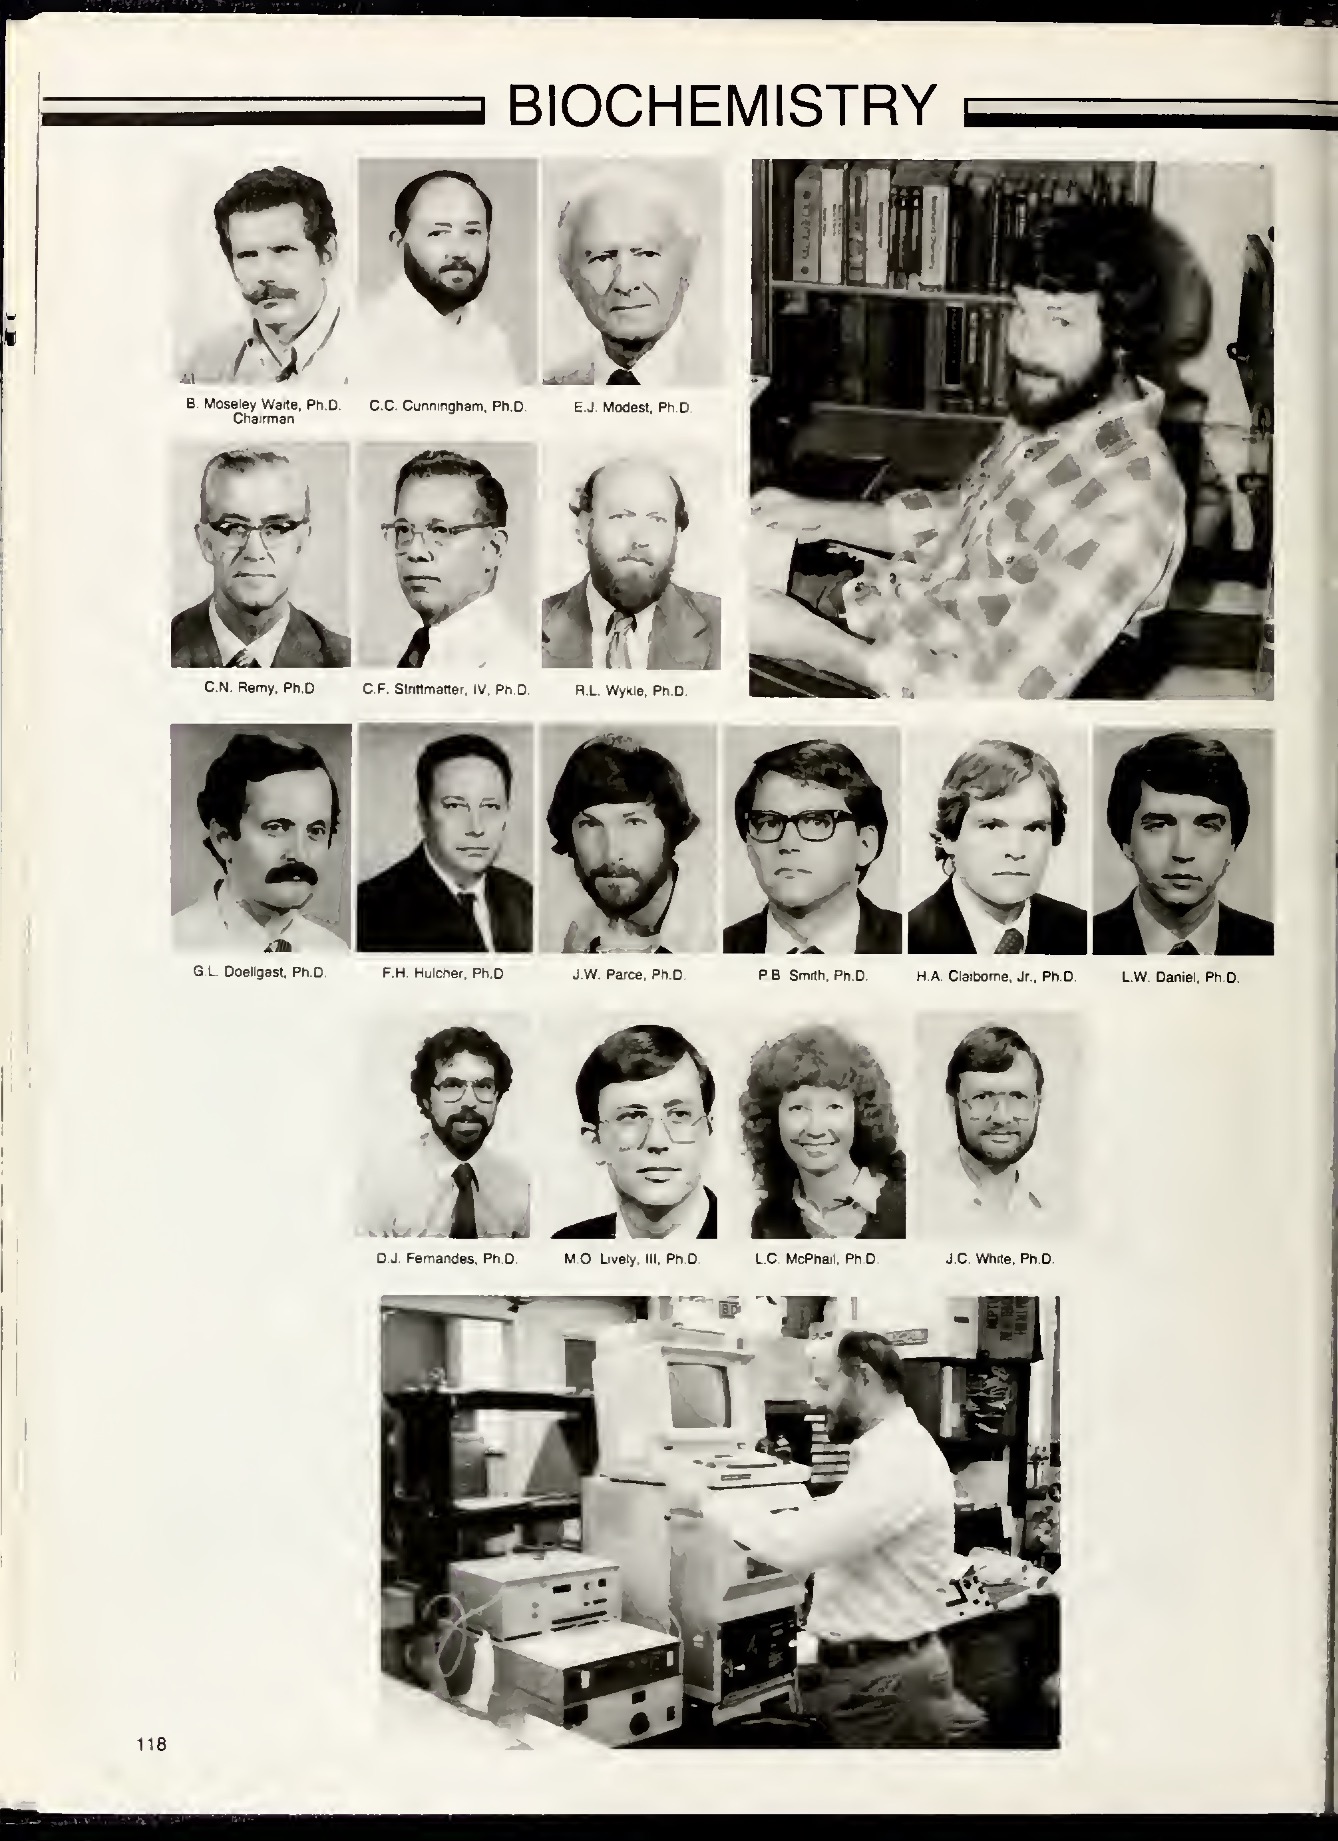 BIOCHEMISTRY
B. Moseley Waite, Ph.D.
Chairman
C.C. Cunningham, Ph.D.
E.J. Modest, Ph.D.
C.N. Remy, Ph.D
C.F. Strittmatter, IV, Ph.D.
R.L. Wykle, Ph.D.
G.L. Doellgast, Ph.D.
F.H. Hulcher, Ph.D
J.W. Parce, Ph.D.
P.B. Smith, Ph.D.
H.A. Claiborne, Jr., Ph.D.
L.W. Daniel, Ph.D.
D.J. Fernandes, Ph.D.
M.O. Lively, III, Ph.D.
L.C. McPhail, Ph.D.
J.C. White, Ph.D.
118